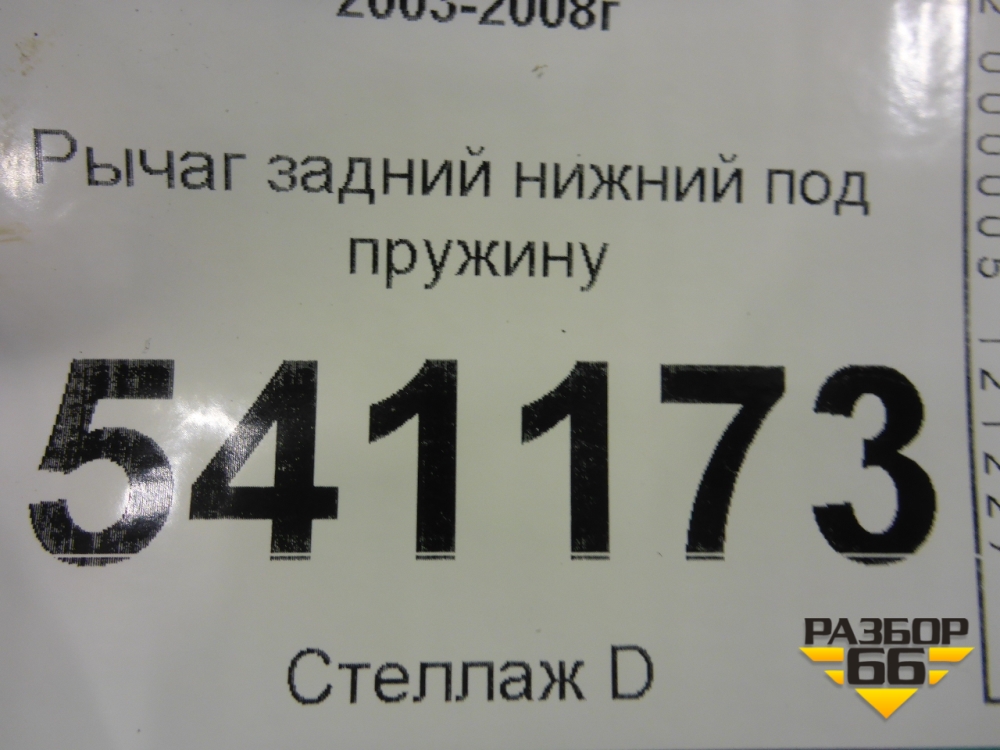 2003-2008г
Рычаг задний нижний под
пружину
541173
Стеллаж D
РАЗБОР
66